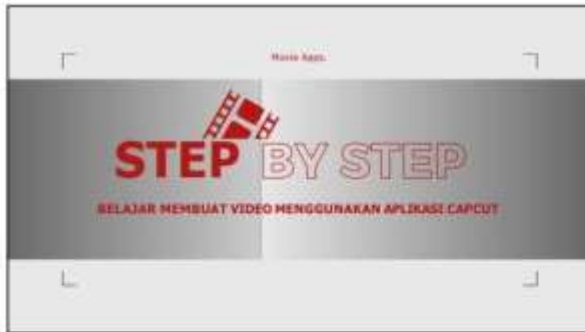 Movie Apps.
STEP BY STEP
BELAJAR MEMBUAT VIDEO MENGGUNAKAN APLIKASI CAPCUT